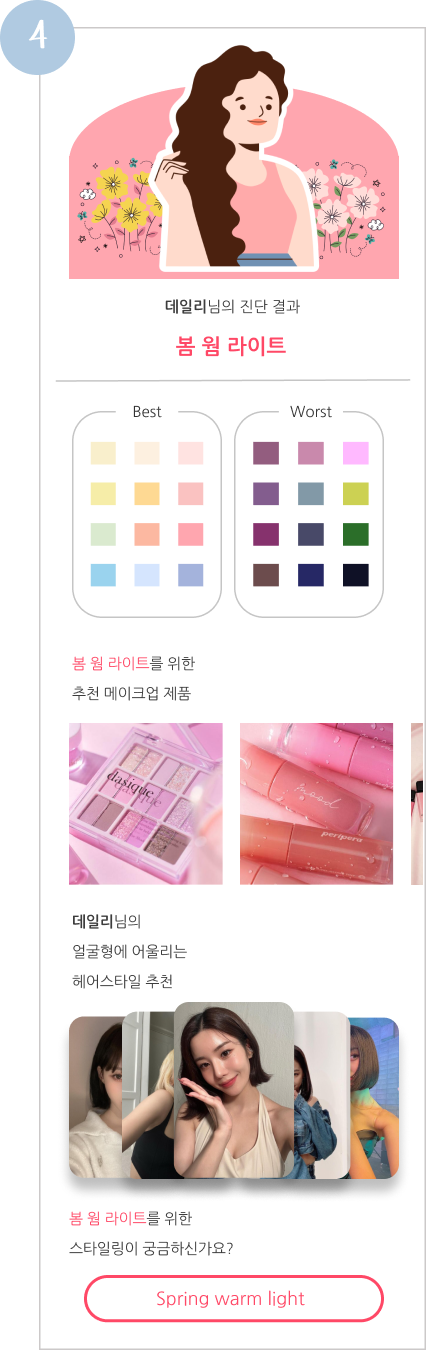 4
데일리님의 진단 결과
봄 웜 라이트
Best
Worst
봄 웜 라이트를 위한
추천 메이크업 제품
dasique
mood
peripera
데일리님의
얼굴형에 어울리는
헤어스타일 추천
봄 웜 라이트를 위한
스타일링이 궁금하신가요?
Spring warm light